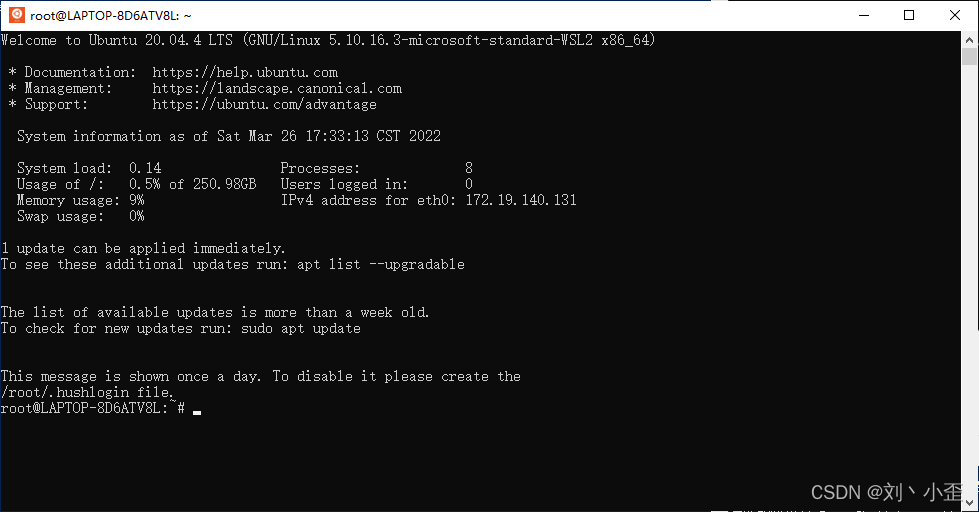 root@LAPTOP-8D6ATV8L: ~
Welcome to Ubuntu 20.04.4 LTS (GNU/Linux 5.10.16.3-microsoft-standard-WSL2 x86_64)
* Documentation:  https://help.ubuntu.com
* Management:     https://landscape.canonical.com
* Support:        https://ubuntu.com/advantage
System information as of Sat Mar 26 17:33:13 CST 2022
System load:  0.14               Processes:             8
Usage of /:   0.5% of 250.98GB   Users logged in:       0
Memory usage: 9%                 IPv4 address for eth0: 172.19.140.131
Swap usage:   0%
1 update can be applied immediately.
To see these additional updates run: apt list --upgradable
The list of available updates is more than a week old.
To check for new updates run: sudo apt update
This message is shown once a day. To disable it please create the
/root/.hushlogin file.
root@LAPTOP-8D6ATV8L:~#
CSDN @刘丶小歪